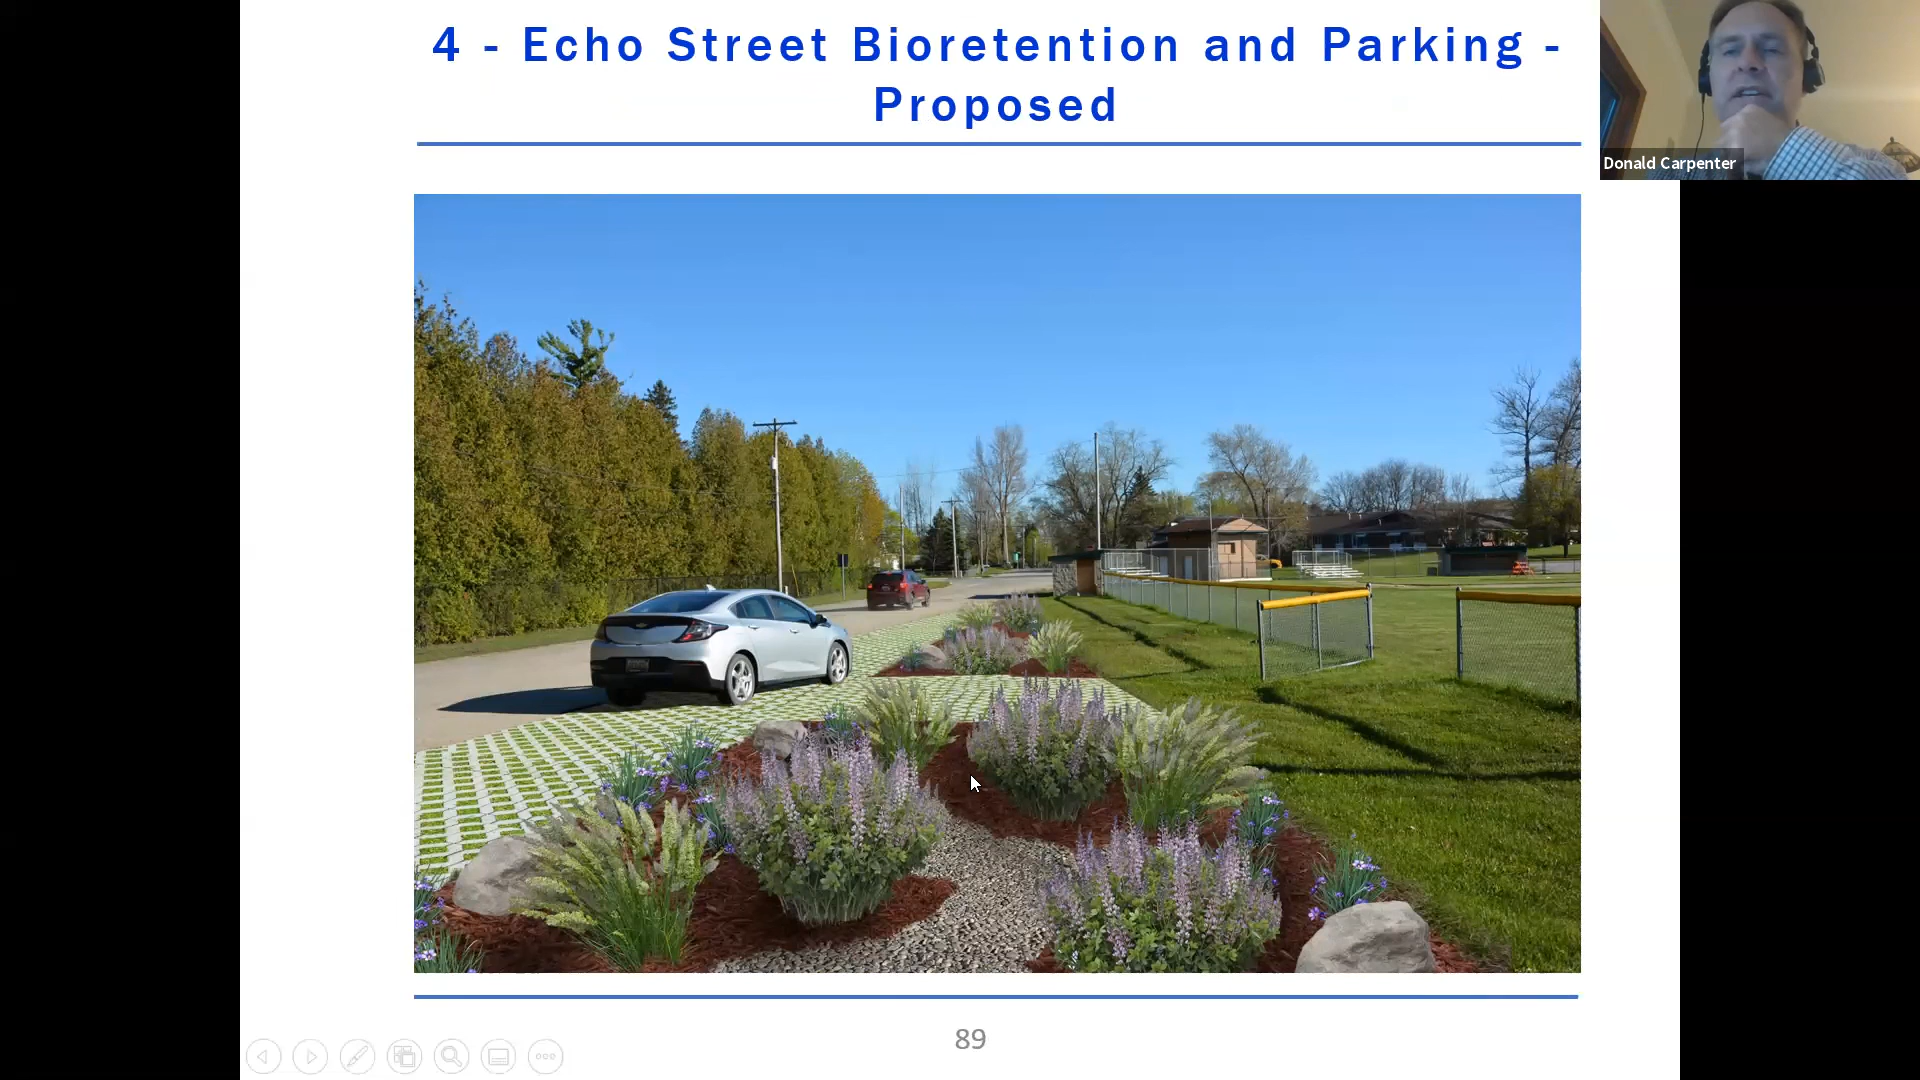 4 - Echo Street Bioretention and Parking -
Proposed
Donald Carpenter
89